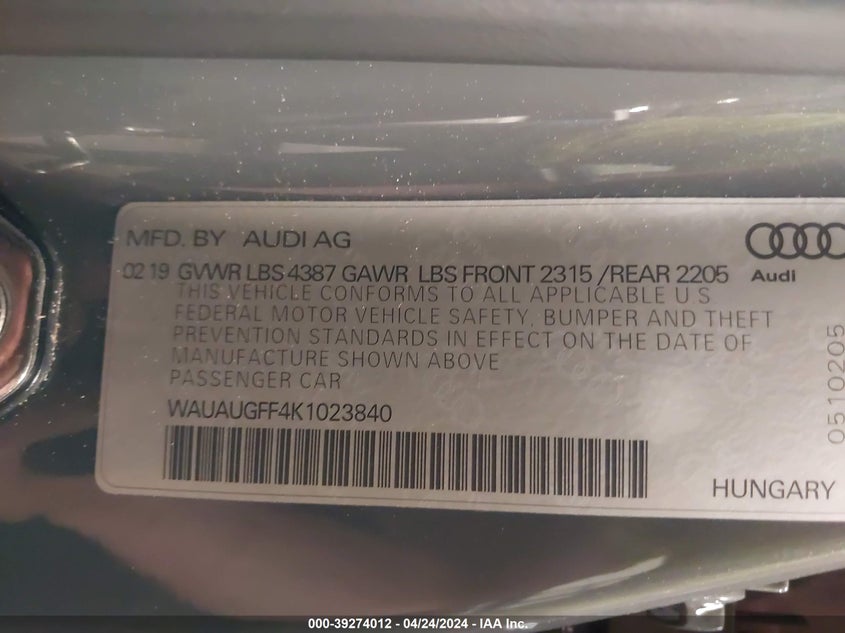 MFD. BY AUDI AG
Audi
02 19 GVWR LBS 4387 GAWR LBS FRONT 2315 /REAR 2205
THIS VEHICLE CONFORMS TO ALL APPLICABLE U S
FEDERAL MOTOR VEHICLE SAFETY, BUMPER AND THEFT
PREVENTION STANDARDS IN EFFECT ON THE DATE OF
MANUFACTURE SHOWN ABOVE
PASSENGER CAR
WAUAUGFF4K1023840
0510205
HUNGARY
000-39274012 - 04/24/2024 - IAA Inc.